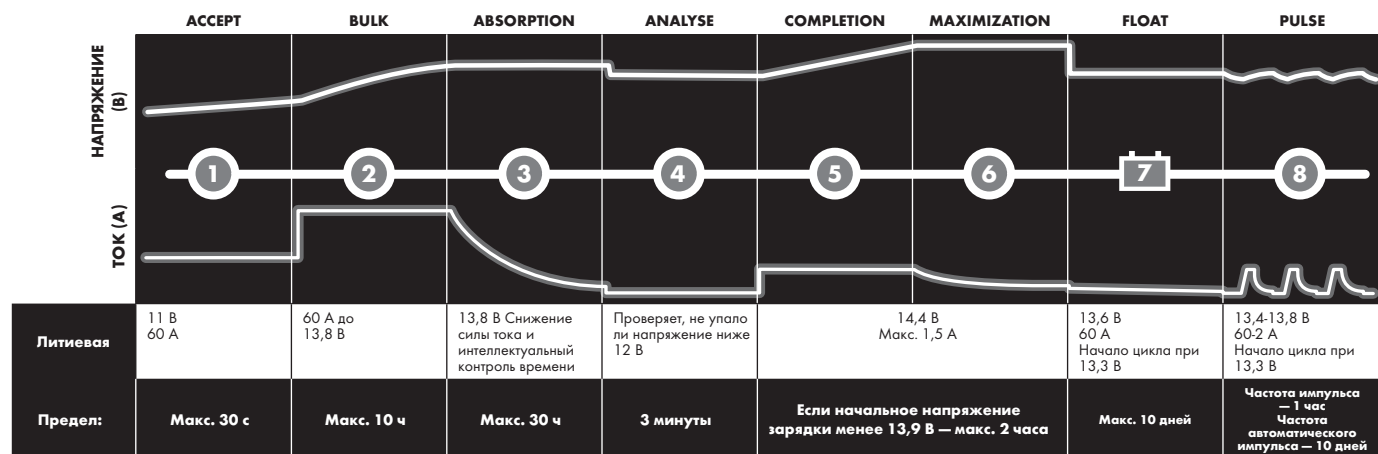 ACCEPT BULK ABSORPTION ANALYSE COMPLETION MAXIMIZATION FLOAT PULSE
НАПРЯЖЕНИЕ
(В)
1 2 3 4 5 6 7 8
ТОК (А)
Литиевая
11 В
60 А
60 А до
13,8 В
13,8 В Снижение
силы тока и
интеллектуальный
контроль времени
Проверяет, не упало
ли напряжение ниже
12 В
14,4 В
Макс. 1,5 А
13,6 В
60 А
Начало цикла при
13,3 В
13,4-13,8 В
60-2 А
Начало цикла при
13,3 В
Предел:
Макс. 30 с
Макс. 10 ч
Макс. 30 ч
3 минуты
Если начальное напряжение
зарядки менее 13,9 В — макс. 2 часа
Макс. 10 дней
Частота импульса
— 1 час
Частота
автоматического
импульса — 10 дней